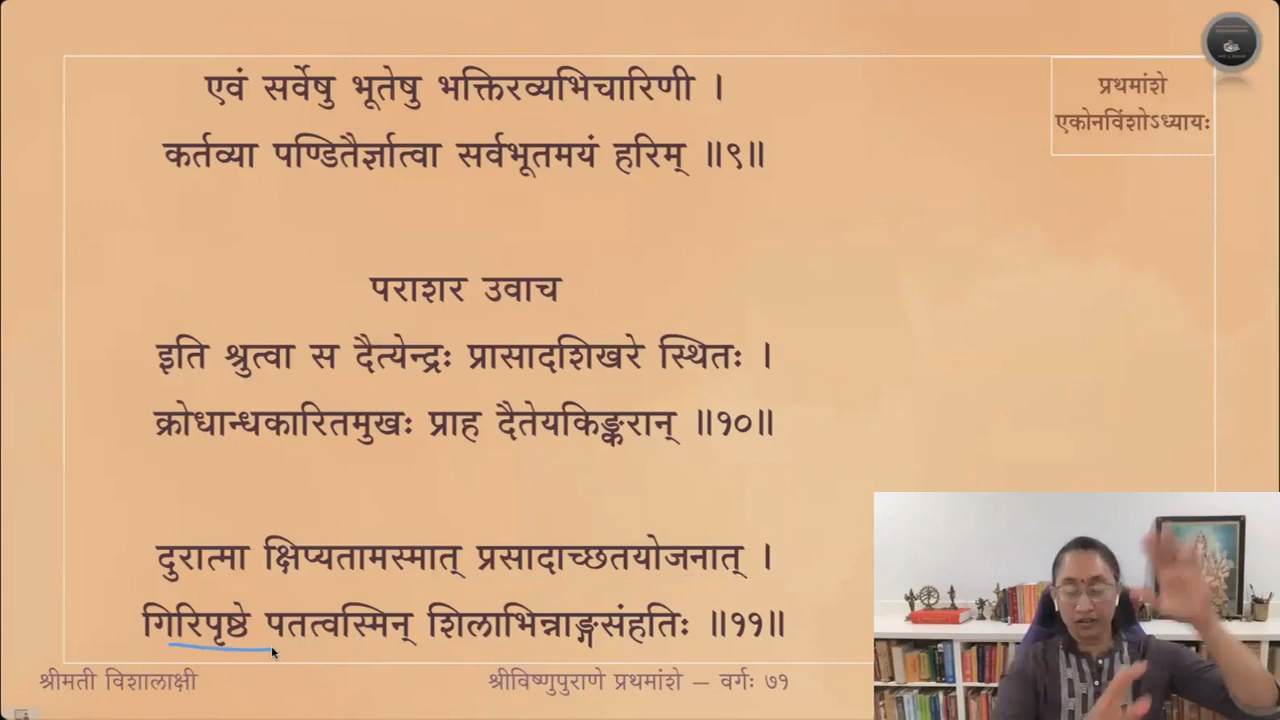 एवं सर्वेषु भूतेषु भक्तिरव्यभिचारिणी ।
कर्तव्या पण्डितैर्ज्ञात्वा सर्वभूतमयं हरिम् ॥९॥
प्रथमांशे
एकोनविंशोऽध्यायः
पराशर उवाच
इति श्रुत्वा स दैत्येन्द्रः प्रासादशिखरे स्थितः ।
क्रोधान्धकारितमुखः प्राह दैतेयकिङ्करान् ॥१०॥
दुरात्मा क्षिप्यतामस्मात् प्रसादाच्छतयोजनात् ।
गिरिपृष्ठे पतत्वस्मिन् शिलाभिन्नाङ्गसंहतिः ॥११॥
श्रीमती विशालाक्षी
श्रीविष्णुपुराणे प्रथमांशे – वर्गः ७१